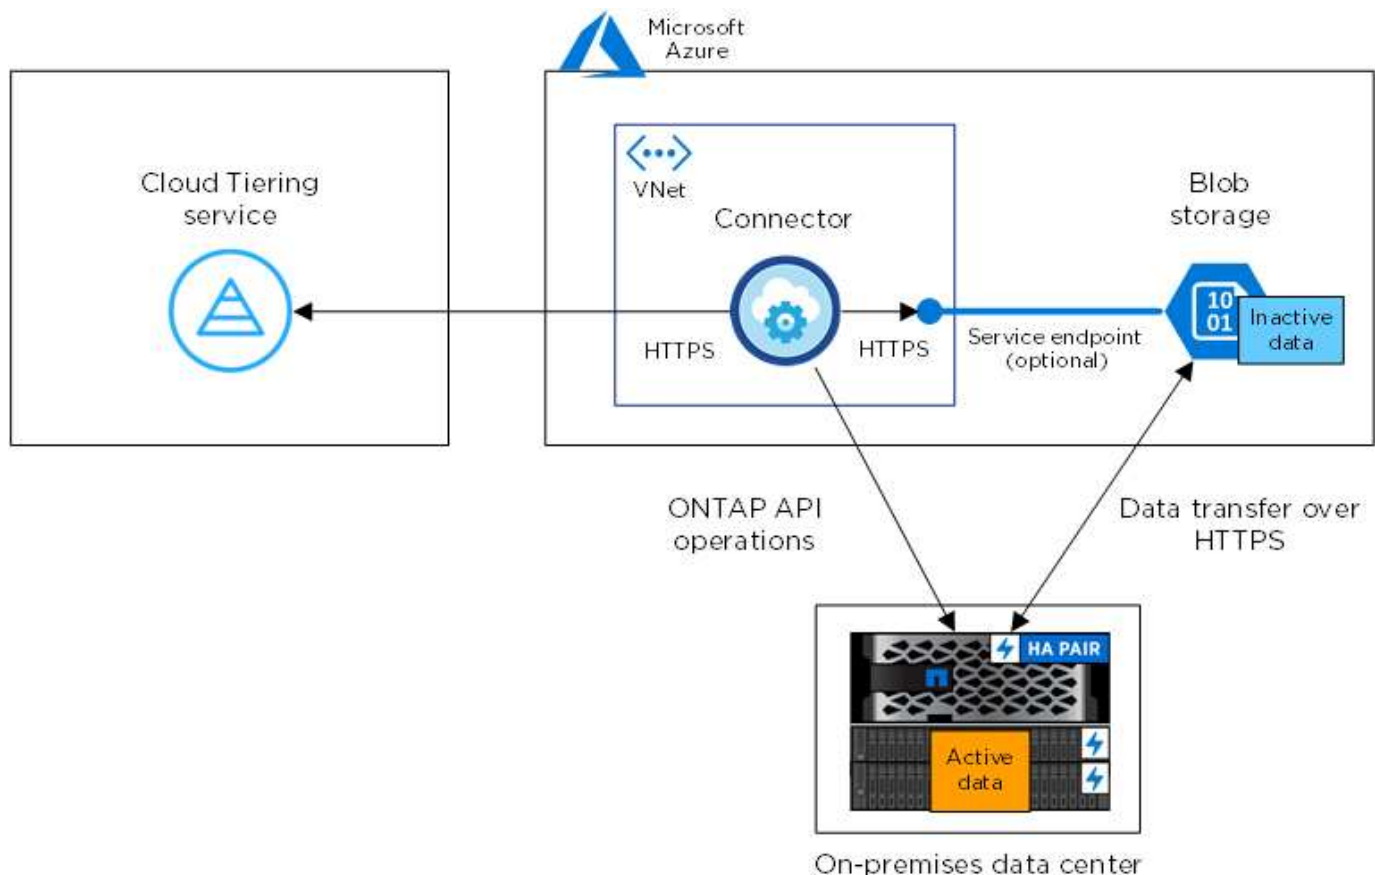 Microsoft
Azure
Cloud Tiering
service
VNet
Connector
Blob
storage
HTTPS
HTTPS
Service endpoint
(optional)
10
01
Inactive
data
ONTAP API
operations
Data transfer over
HTTPS
HA PAIR
Active
data
On-premises data center